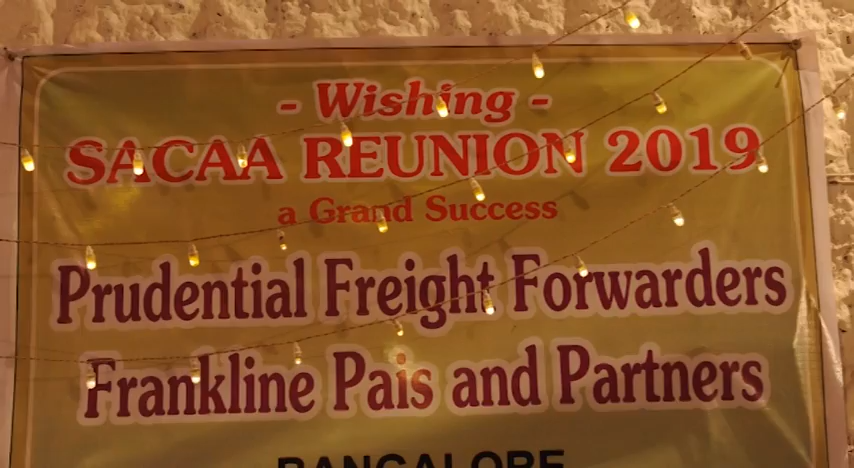 - Wishing -
SACAA REUNION 2019
a Grand Success
Prudential Freight Forwarders
Frankline Pais and Partners
BANGALORE